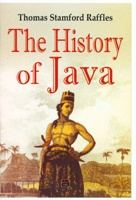 Thomas Stamford Raffles
The History
of Java